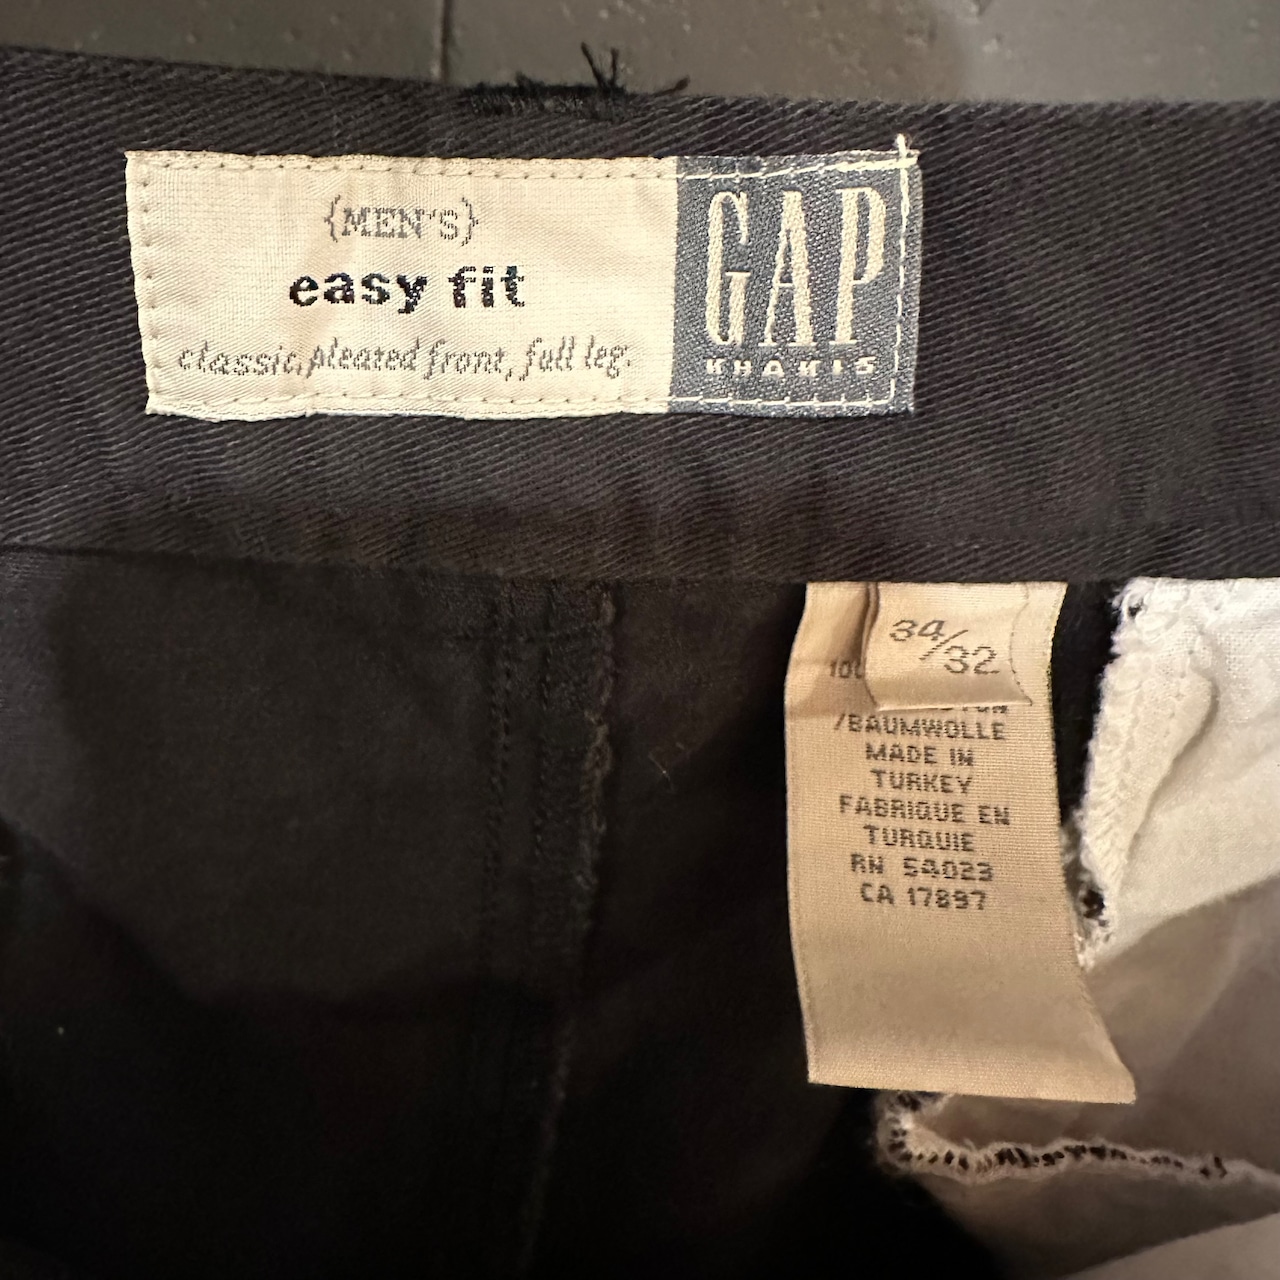 {MEN'S}
easy fit
classic, pleated front, full leg.
GAP
KHAKIS
34/32
/BAUMWOLLE
MADE IN
TURKEY
FABRIQUE EN
TURQUIE
RN 54023
CA 17897